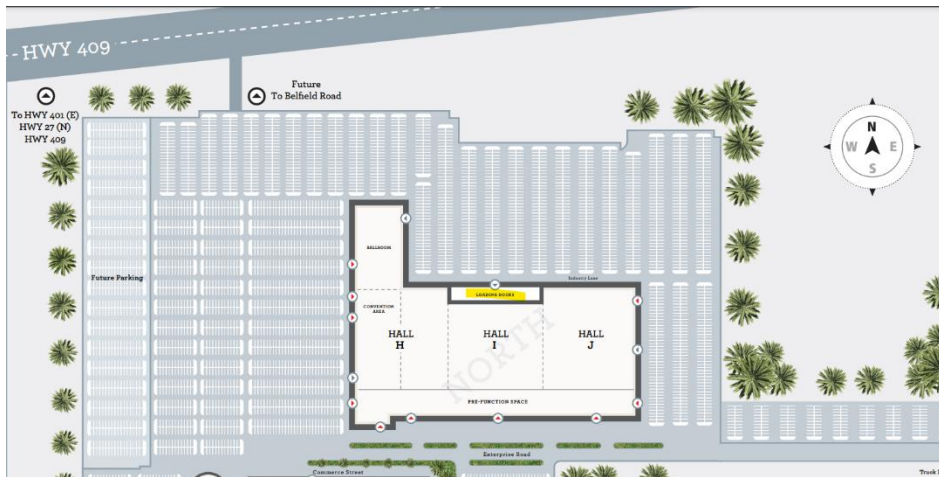 HWY 409
Future
To Belfield Road
To HWY 401 (E)
HWY 27 (N)
HWY 409
N
W
E
S
BALLROOM
Future Parking
Industry Lane
LOADING DOCKS
CONVENTION
AREA
HALL
H
HALL
I
HALL
J
NORTH
PRE-FUNCTION SPACE
Enterprise Road
Commerce Street
Truck